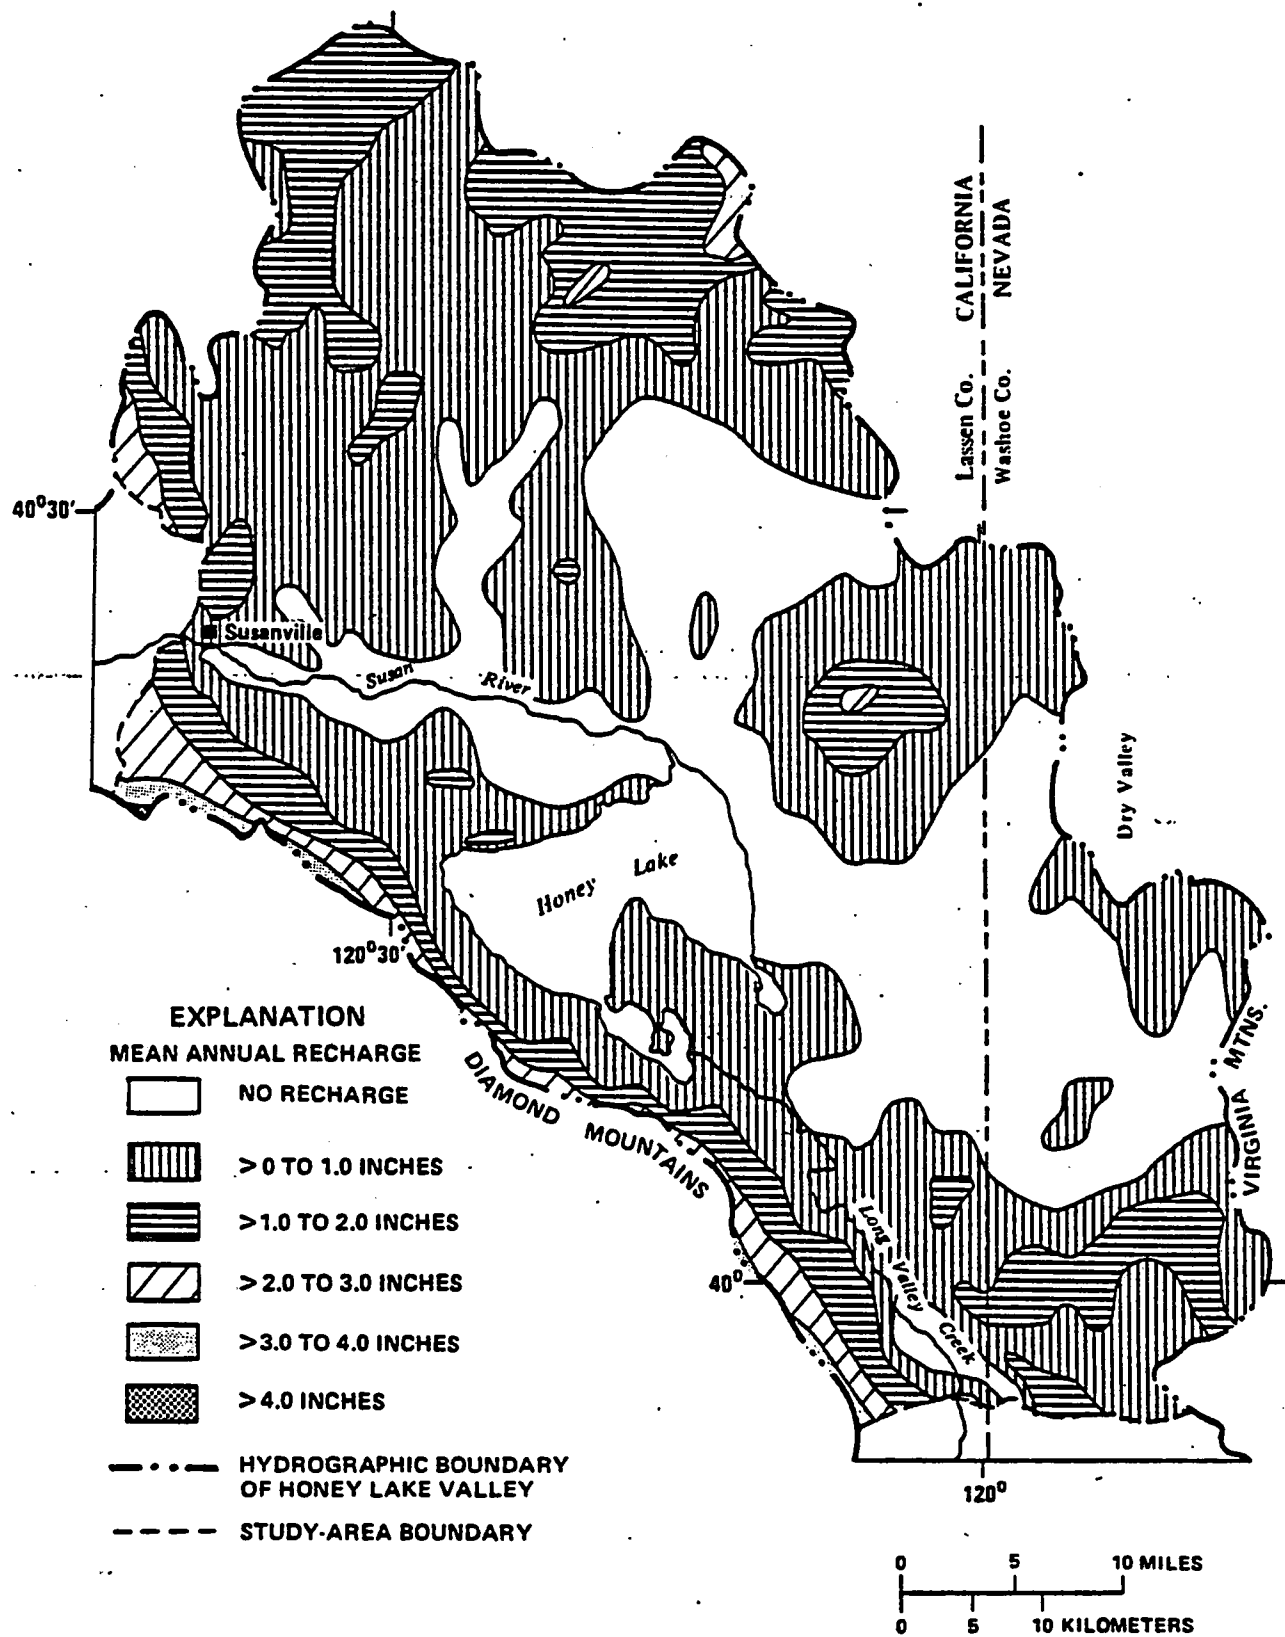 CALIFORNIA
NEVADA
Lassen Co.
Washoe Co.
40°30'
Susanville
Susan
River
Dry Valley
Honey Lake
120°30'
DIAMOND MOUNTAINS
VIRGINIA MTNS.
Long Valley Creek
40°
120°
EXPLANATION
MEAN ANNUAL RECHARGE
NO RECHARGE
>0 TO 1.0 INCHES
>1.0 TO 2.0 INCHES
>2.0 TO 3.0 INCHES
>3.0 TO 4.0 INCHES
>4.0 INCHES
HYDROGRAPHIC BOUNDARY
OF HONEY LAKE VALLEY
STUDY-AREA BOUNDARY
0 5 10 MILES
0 5 10 KILOMETERS